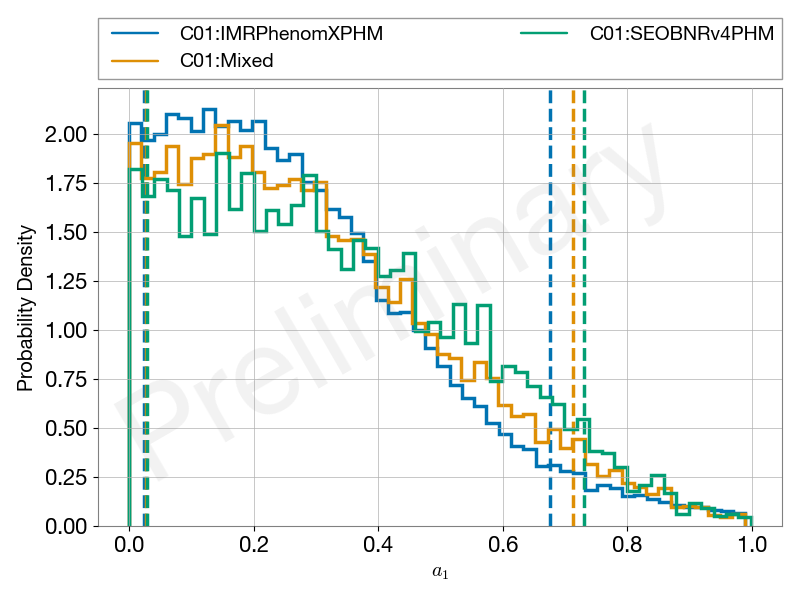 C01:IMRPhenomXPHM
C01:Mixed
C01:SEOBNRv4PHM
2.00
1.75
1.50
1.25
1.00
0.75
0.50
0.25
0.00
Probability Density
Preliminary
0.0 0.2 0.4 0.6 0.8 1.0
a₁